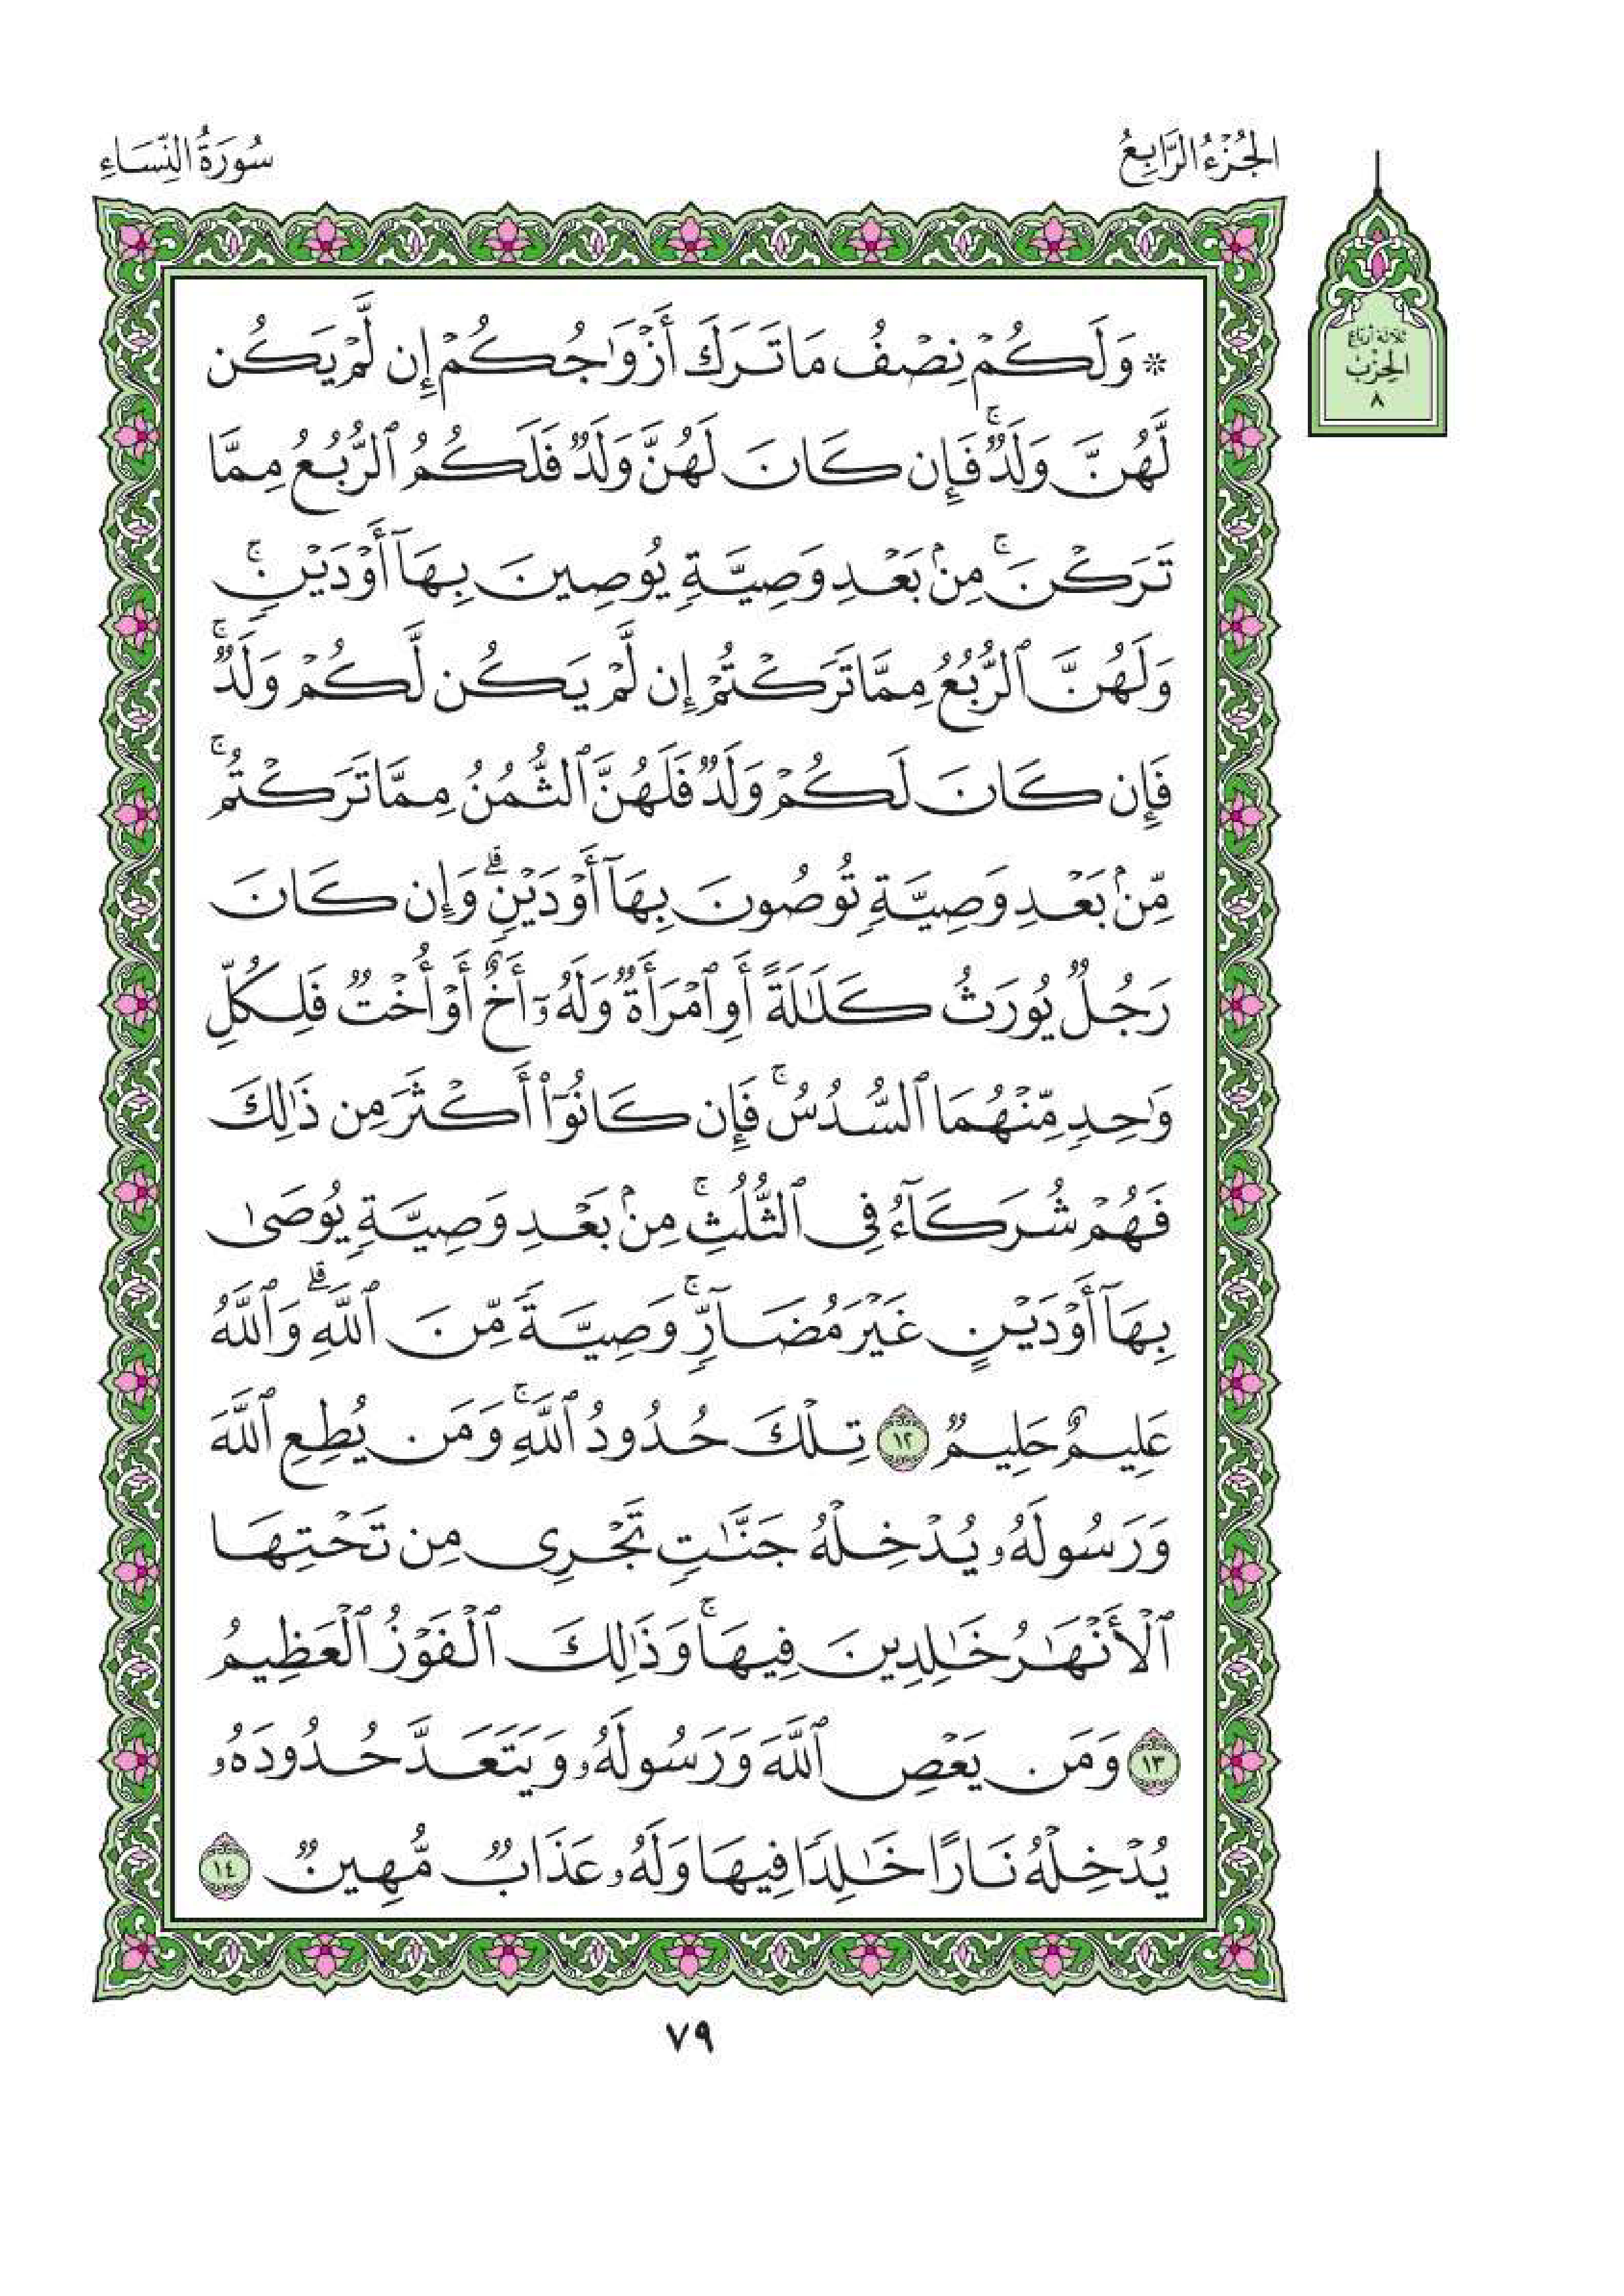 الجُزْءُ الرَّابِعُ
سُورَةُ النِّسَاءِ
ثلاثة أرباع
الحِزْبُ
٨
۞ وَلَكُمۡ نِصۡفُ مَا تَرَكَ أَزۡوَٰجُكُمۡ إِن لَّمۡ يَكُن
لَّهُنَّ وَلَدٞۚ فَإِن كَانَ لَهُنَّ وَلَدٞ فَلَكُمُ ٱلرُّبُعُ مِمَّا
تَرَكۡنَۚ مِنۢ بَعۡدِ وَصِيَّةٖ يُوصِينَ بِهَآ أَوۡ دَيۡنٖۚ
وَلَهُنَّ ٱلرُّبُعُ مِمَّا تَرَكۡتُمۡ إِن لَّمۡ يَكُن لَّكُمۡ وَلَدٞۚ
فَإِن كَانَ لَكُمۡ وَلَدٞ فَلَهُنَّ ٱلثُّمُنُ مِمَّا تَرَكۡتُمۚ
مِّنۢ بَعۡدِ وَصِيَّةٖ تُوصُونَ بِهَآ أَوۡ دَيۡنٖۗ وَإِن كَانَ
رَجُلٞ يُورَثُ كَلَٰلَةً أَوِ ٱمۡرَأَةٞ وَلَهُۥٓ أَخٌ أَوۡ أُخۡتٞ فَلِكُلِّ
وَٰحِدٖ مِّنۡهُمَا ٱلسُّدُسُۚ فَإِن كَانُوٓاْ أَكۡثَرَ مِن ذَٰلِكَ
فَهُمۡ شُرَكَآءُ فِي ٱلثُّلُثِۚ مِنۢ بَعۡدِ وَصِيَّةٖ يُوصَىٰ
بِهَآ أَوۡ دَيۡنٍ غَيۡرَ مُضَآرّٖۚ وَصِيَّةٗ مِّنَ ٱللَّهِۗ وَٱللَّهُ
عَلِيمٌ حَلِيمٞ ١٢ تِلۡكَ حُدُودُ ٱللَّهِۚ وَمَن يُطِعِ ٱللَّهَ
وَرَسُولَهُۥ يُدۡخِلۡهُ جَنَّٰتٖ تَجۡرِي مِن تَحۡتِهَا
ٱلۡأَنۡهَٰرُ خَٰلِدِينَ فِيهَاۚ وَذَٰلِكَ ٱلۡفَوۡزُ ٱلۡعَظِيمُ
١٣ وَمَن يَعۡصِ ٱللَّهَ وَرَسُولَهُۥ وَيَتَعَدَّ حُدُودَهُۥ
يُدۡخِلۡهُ نَارًا خَٰلِدٗا فِيهَا وَلَهُۥ عَذَابٞ مُّهِينٞ ١٤
٧٩